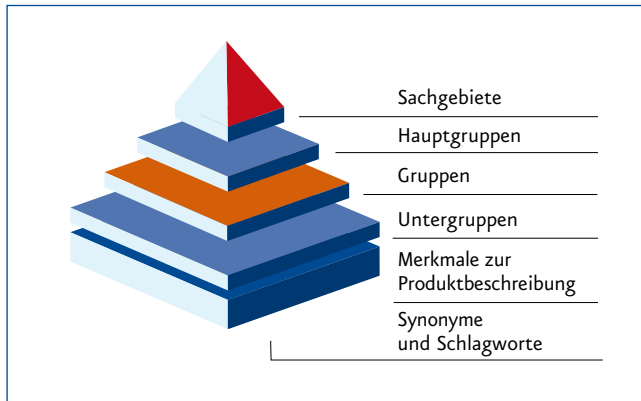 Sachgebiete
Hauptgruppen
Gruppen
Untergruppen
Merkmale zur
Produktbeschreibung
Synonyme
und Schlagworte